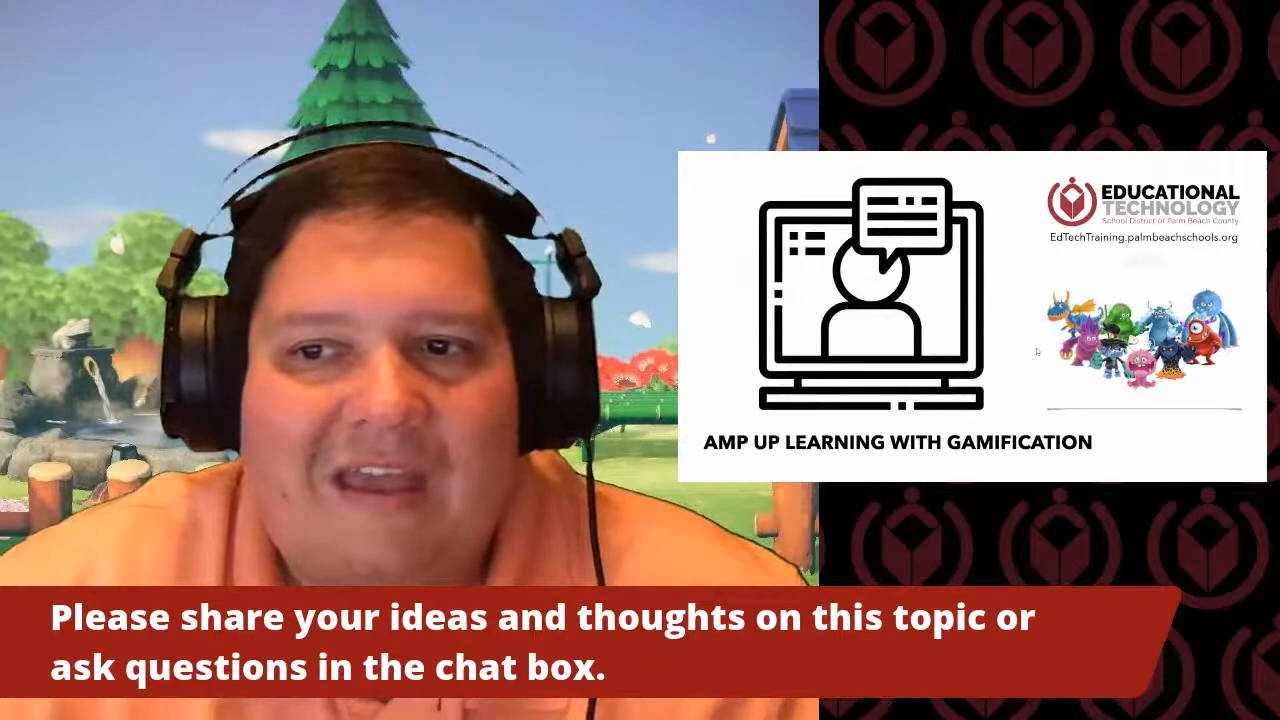 EDUCATIONAL
TECHNOLOGY
School District of Palm Beach County
EdTechTraining.palmbeachschools.org
AMP UP LEARNING WITH GAMIFICATION
Please share your ideas and thoughts on this topic or
ask questions in the chat box.